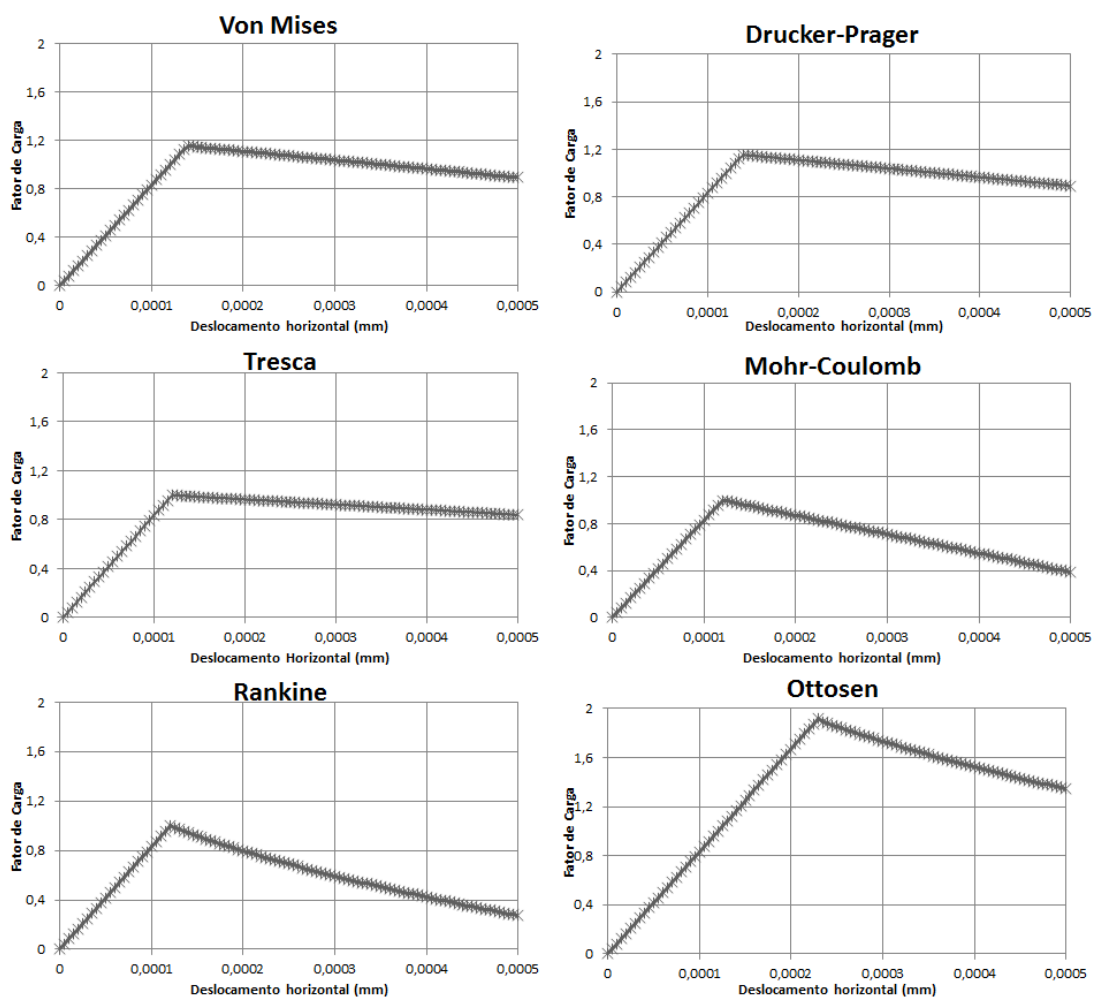 Von Mises
Fator de Carga
2
1,6
1,2
0,8
0,4
0
0 0,0001 0,0002 0,0003 0,0004 0,0005
Deslocamento horizontal (mm)
Drucker-Prager
Fator de Carga
2
1,6
1,2
0,8
0,4
0
0 0,0001 0,0002 0,0003 0,0004 0,0005
Deslocamento horizontal (mm)
Tresca
Fator de Carga
2
1,6
1,2
0,8
0,4
0
0 0,0001 0,0002 0,0003 0,0004 0,0005
Deslocamento Horizontal (mm)
Mohr-Coulomb
Fator de Carga
2
1,6
1,2
0,8
0,4
0
0 0,0001 0,0002 0,0003 0,0004 0,0005
Deslocamento horizontal (mm)
Rankine
Fator de Carga
2
1,6
1,2
0,8
0,4
0
0 0,0001 0,0002 0,0003 0,0004 0,0005
Deslocamento horizontal (mm)
Ottosen
Fator de Carga
2
1,6
1,2
0,8
0,4
0
0 0,0001 0,0002 0,0003 0,0004 0,0005
Deslocamento horizontal (mm)